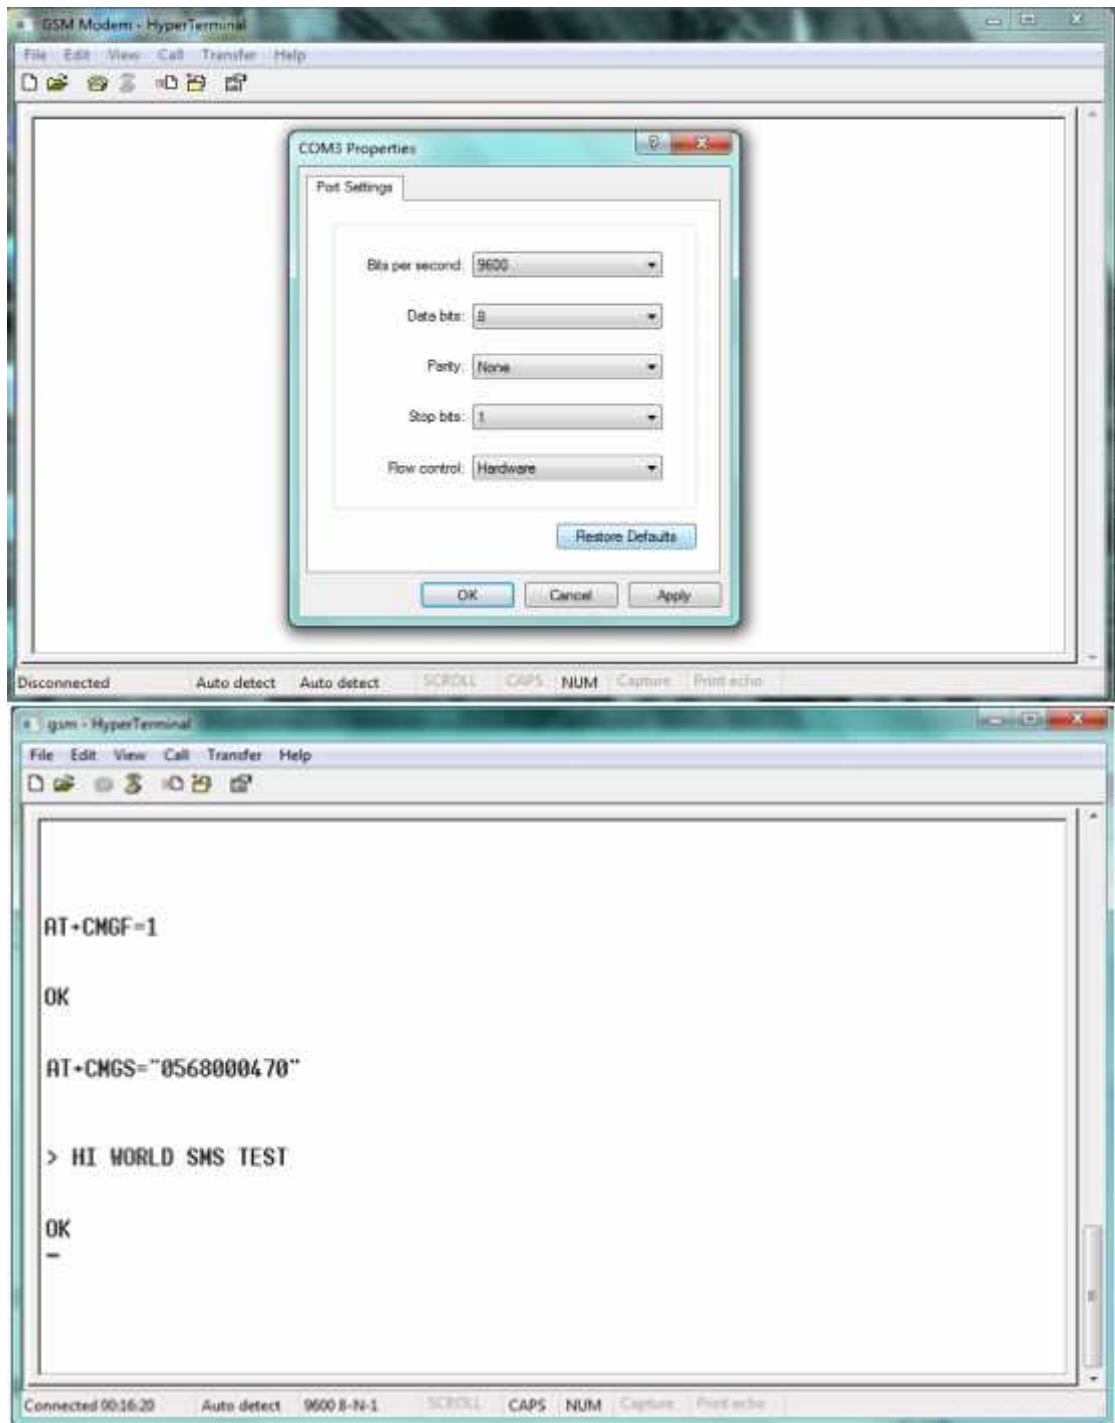 GSM Modem - HyperTerminal
File Edit View Call Transfer Help
COM3 Properties
Port Settings
Bits per second: 9600
Data bits: 8
Parity: None
Stop bits: 1
Flow control: Hardware
Restore Defaults
OK Cancel Apply
Disconnected Auto detect Auto detect SCROLL CAPS NUM Capture Print echo
gsm - HyperTerminal
File Edit View Call Transfer Help
AT+CMGF=1
OK
AT+CMGS="0568000470"
> HI WORLD SMS TEST
OK
Connected 00:16:20 Auto detect 9600 8-N-1 SCROLL CAPS NUM Capture Print echo